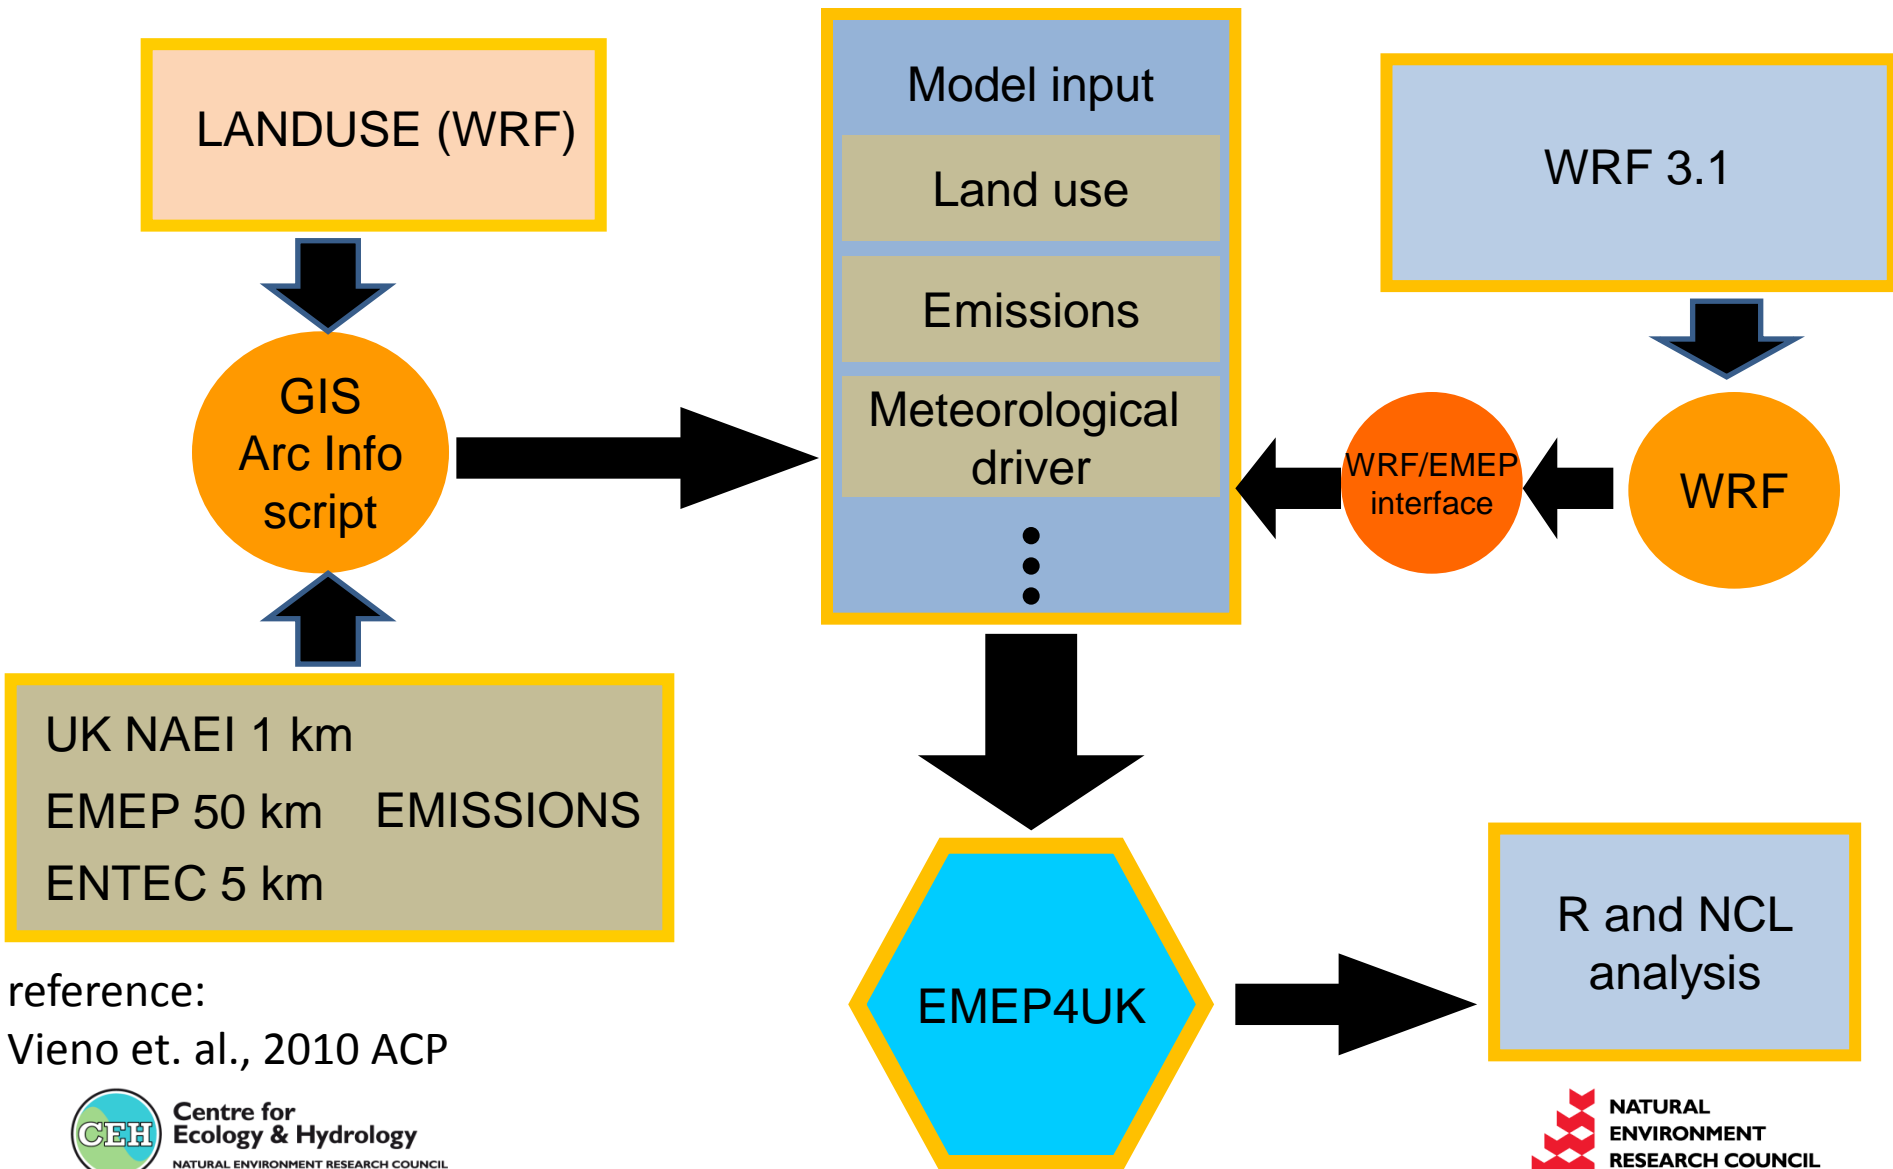 LANDUSE (WRF)
GIS
Arc Info
script
UK NAEI 1 km
EMEP 50 km EMISSIONS
ENTEC 5 km
Model input
Land use
Emissions
Meteorological
driver
WRF 3.1
WRF
WRF/EMEP
interface
EMEP4UK
R and NCL
analysis
reference:
Vieno et. al., 2010 ACP
CEH
Centre for
Ecology & Hydrology
NATURAL ENVIRONMENT RESEARCH COUNCIL
NATURAL
ENVIRONMENT
RESEARCH COUNCIL